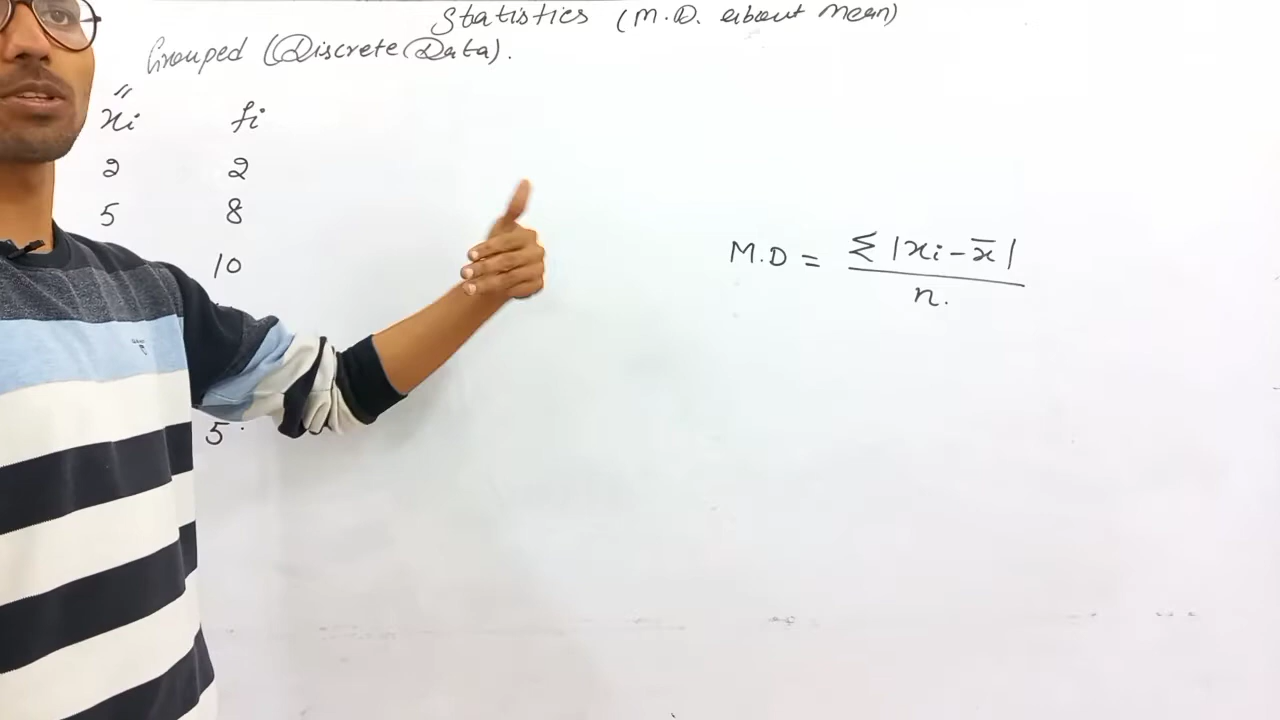 Statistics (M.D. about Mean)
Grouped (Discrete Data).
xi fi
2 2
5 8
10
5
M.D = Σ |xi - x̄|
n.